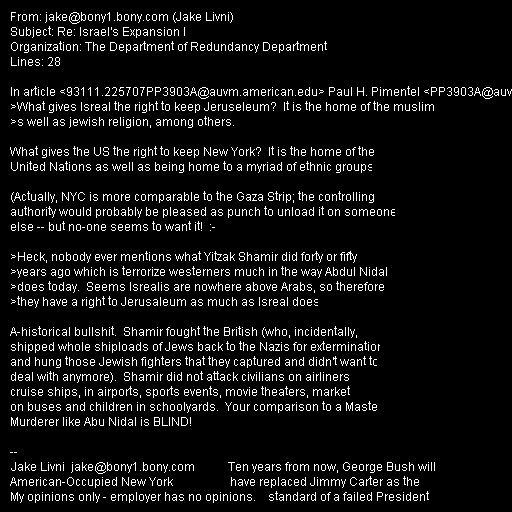 From: jake@bony1.bony.com (Jake Livni)
Subject: Re: Israel's Expansion I
Organization: The Department of Redundancy Department
Lines: 28
In article <93111.225707PP3903A@auvm.american.edu> Paul H. Pimentel <PP3903A@auv
>What gives Isreal the right to keep Jeruseleum?  It is the home of the muslim
>s well as jewish religion, among others.
What gives the US the right to keep New York?  It is the home of the
United Nations as well as being home to a myriad of ethnic groups
(Actually, NYC is more comparable to the Gaza Strip; the controlling
authority would probably be pleased as punch to unload it on someone
else -- but no-one seems to want it!  :-
>Heck, nobody ever mentions what Yitzak Shamir did forty or fifty
>years ago which is terrorize westerners much in the way Abdul Nidal
>does today.  Seems Isrealis are nowhere above Arabs, so therefore
>they have a right to Jerusaleum as much as Isreal does
A-historical bullshit.  Shamir fought the British (who, incidentally,
shipped whole shiploads of Jews back to the Nazis for extermination
and hung those Jewish fighters that they captured and didn't want to
deal with anymore).  Shamir did not attack civilians on airliners
cruise ships, in airports, sports events, movie theaters, market
on buses and children in schoolyards.  Your comparison to a Maste
Murderer like Abu Nidal is BLIND!
--
Jake Livni  jake@bony1.bony.com          Ten years from now, George Bush will
American-Occupied New York                 have replaced Jimmy Carter as the
My opinions only - employer has no opinions.    standard of a failed President